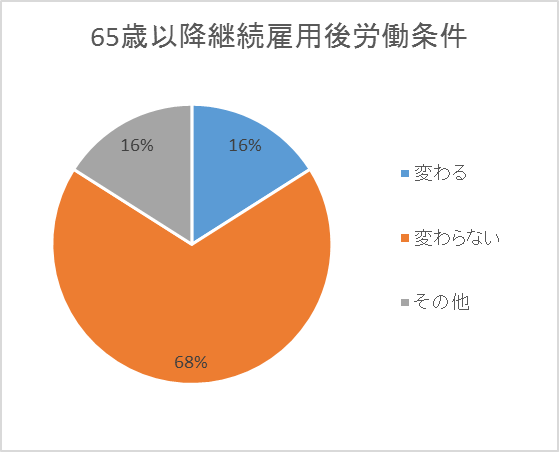 65歳以降継続雇用後労働条件
16%
16%
変わる
変わらない
その他
68%